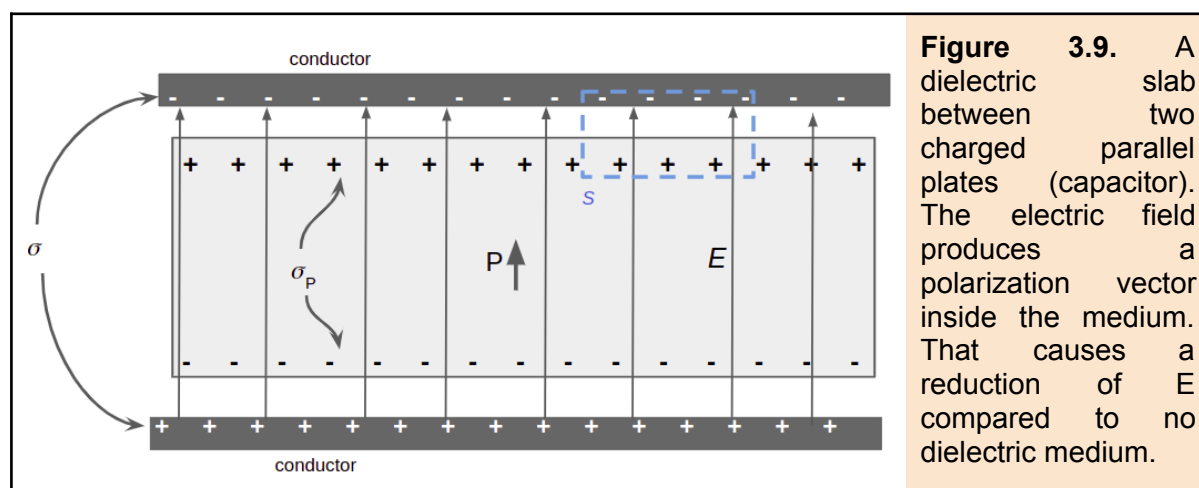 conductor
- - - - - - - - - - - - - - -
+ + + + + + + + + + + + + + +
S
σ
σP
P
E
- - - - - - - - - - - - - - -
+ + + + + + + + + + + + + + +
conductor
Figure 3.9. A
dielectric slab
between two
charged parallel
plates (capacitor).
The electric field
produces a
polarization vector
inside the medium.
That causes a
reduction of E
compared to no
dielectric medium.